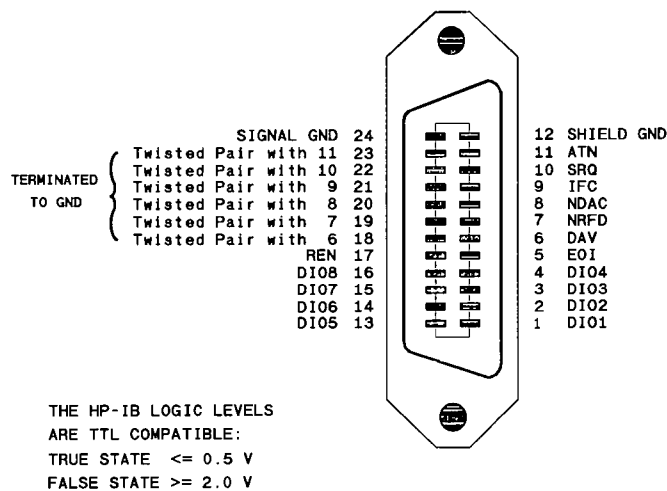 SIGNAL GND 24 12 SHIELD GND
Twisted Pair with 11 23 11 ATN
Twisted Pair with 10 22 10 SRQ
TERMINATED Twisted Pair with 9 21 9 IFC
TO GND Twisted Pair with 8 20 8 NDAC
Twisted Pair with 7 19 7 NRFD
Twisted Pair with 6 18 6 DAV
REN 17 5 EOI
DIO8 16 4 DIO4
DIO7 15 3 DIO3
DIO6 14 2 DIO2
DIO5 13 1 DIO1
THE HP-IB LOGIC LEVELS
ARE TTL COMPATIBLE:
TRUE STATE <= 0.5 V
FALSE STATE >= 2.0 V